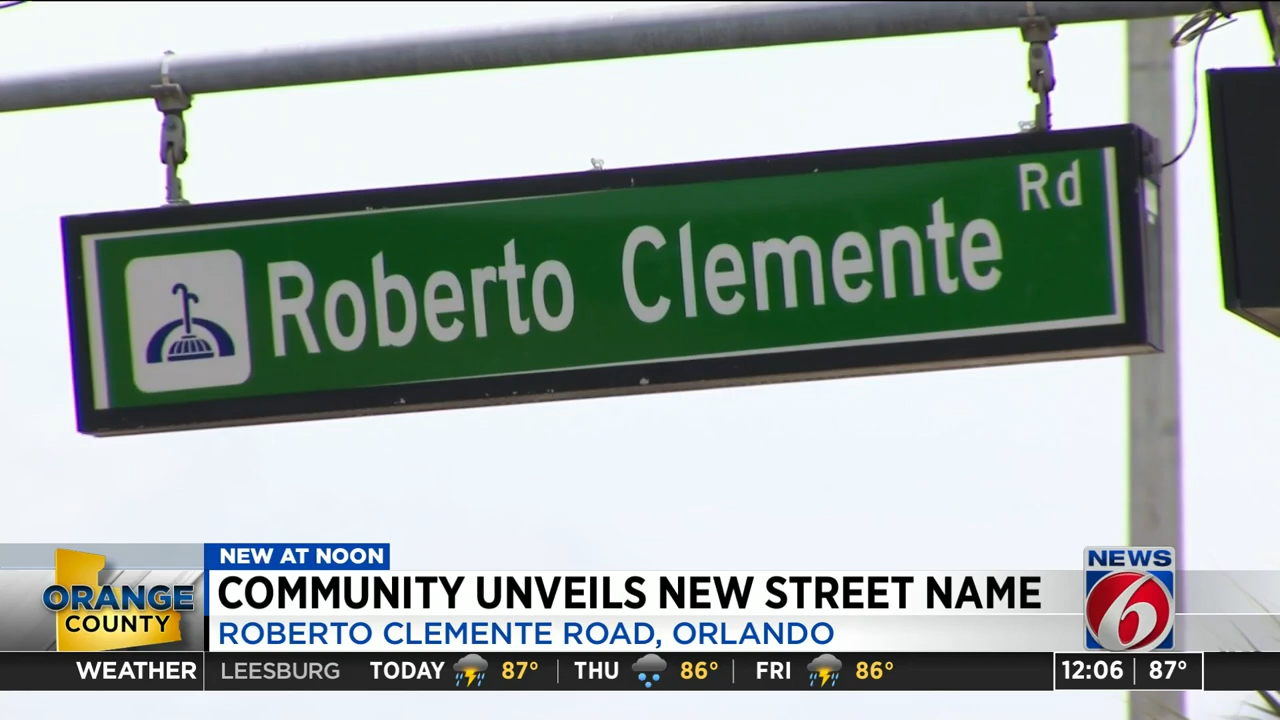 Roberto Clemente Rd
NEW AT NOON
ORANGE
COUNTY
COMMUNITY UNVEILS NEW STREET NAME
ROBERTO CLEMENTE ROAD, ORLANDO
NEWS
6
WEATHER
LEESBURG TODAY 87° THU 86° FRI 86°
12:06 87°